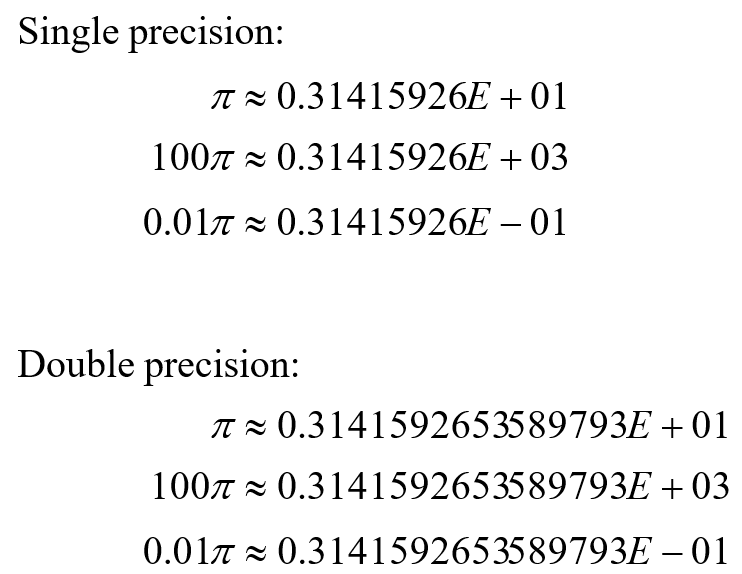 Single precision:
π ≈ 0.31415926E + 01
100π ≈ 0.31415926E + 03
0.01π ≈ 0.31415926E − 01
Double precision:
π ≈ 0.3141592653589793E + 01
100π ≈ 0.3141592653589793E + 03
0.01π ≈ 0.3141592653589793E − 01